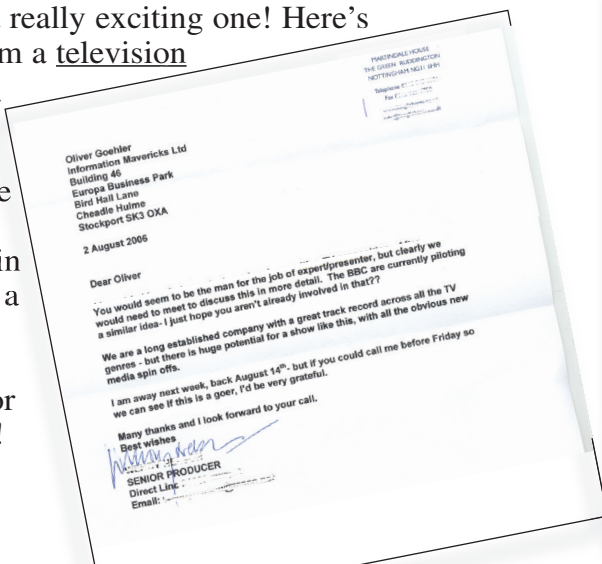 really exciting one! Here's
m a television
MARTINDALE HOUSE
THE GREEN RUDDINGTON
NOTTINGHAM NG11 6HH
Telephone
Fax
Oliver Goehler
Information Mavericks Ltd
Building 46
Europa Business Park
Bird Hall Lane
Cheadle Hulme
Stockport SK3 OXA
2 August 2006
Dear Oliver
You would seem to be the man for the job of expert/presenter, but clearly we
would need to meet to discuss this in more detail. The BBC are currently piloting
a similar idea- I just hope you aren't already involved in that??
We are a long established company with a great track record across all the TV
genres - but there is huge potential for a show like this, with all the obvious new
media spin offs.
I am away next week, back August 14th- but if you could call me before Friday so
we can see if this is a goer, I'd be very grateful.
Many thanks and I look forward to your call.
Best wishes
SENIOR PRODUCER
Direct Line
Email:
e
in
a
or
!